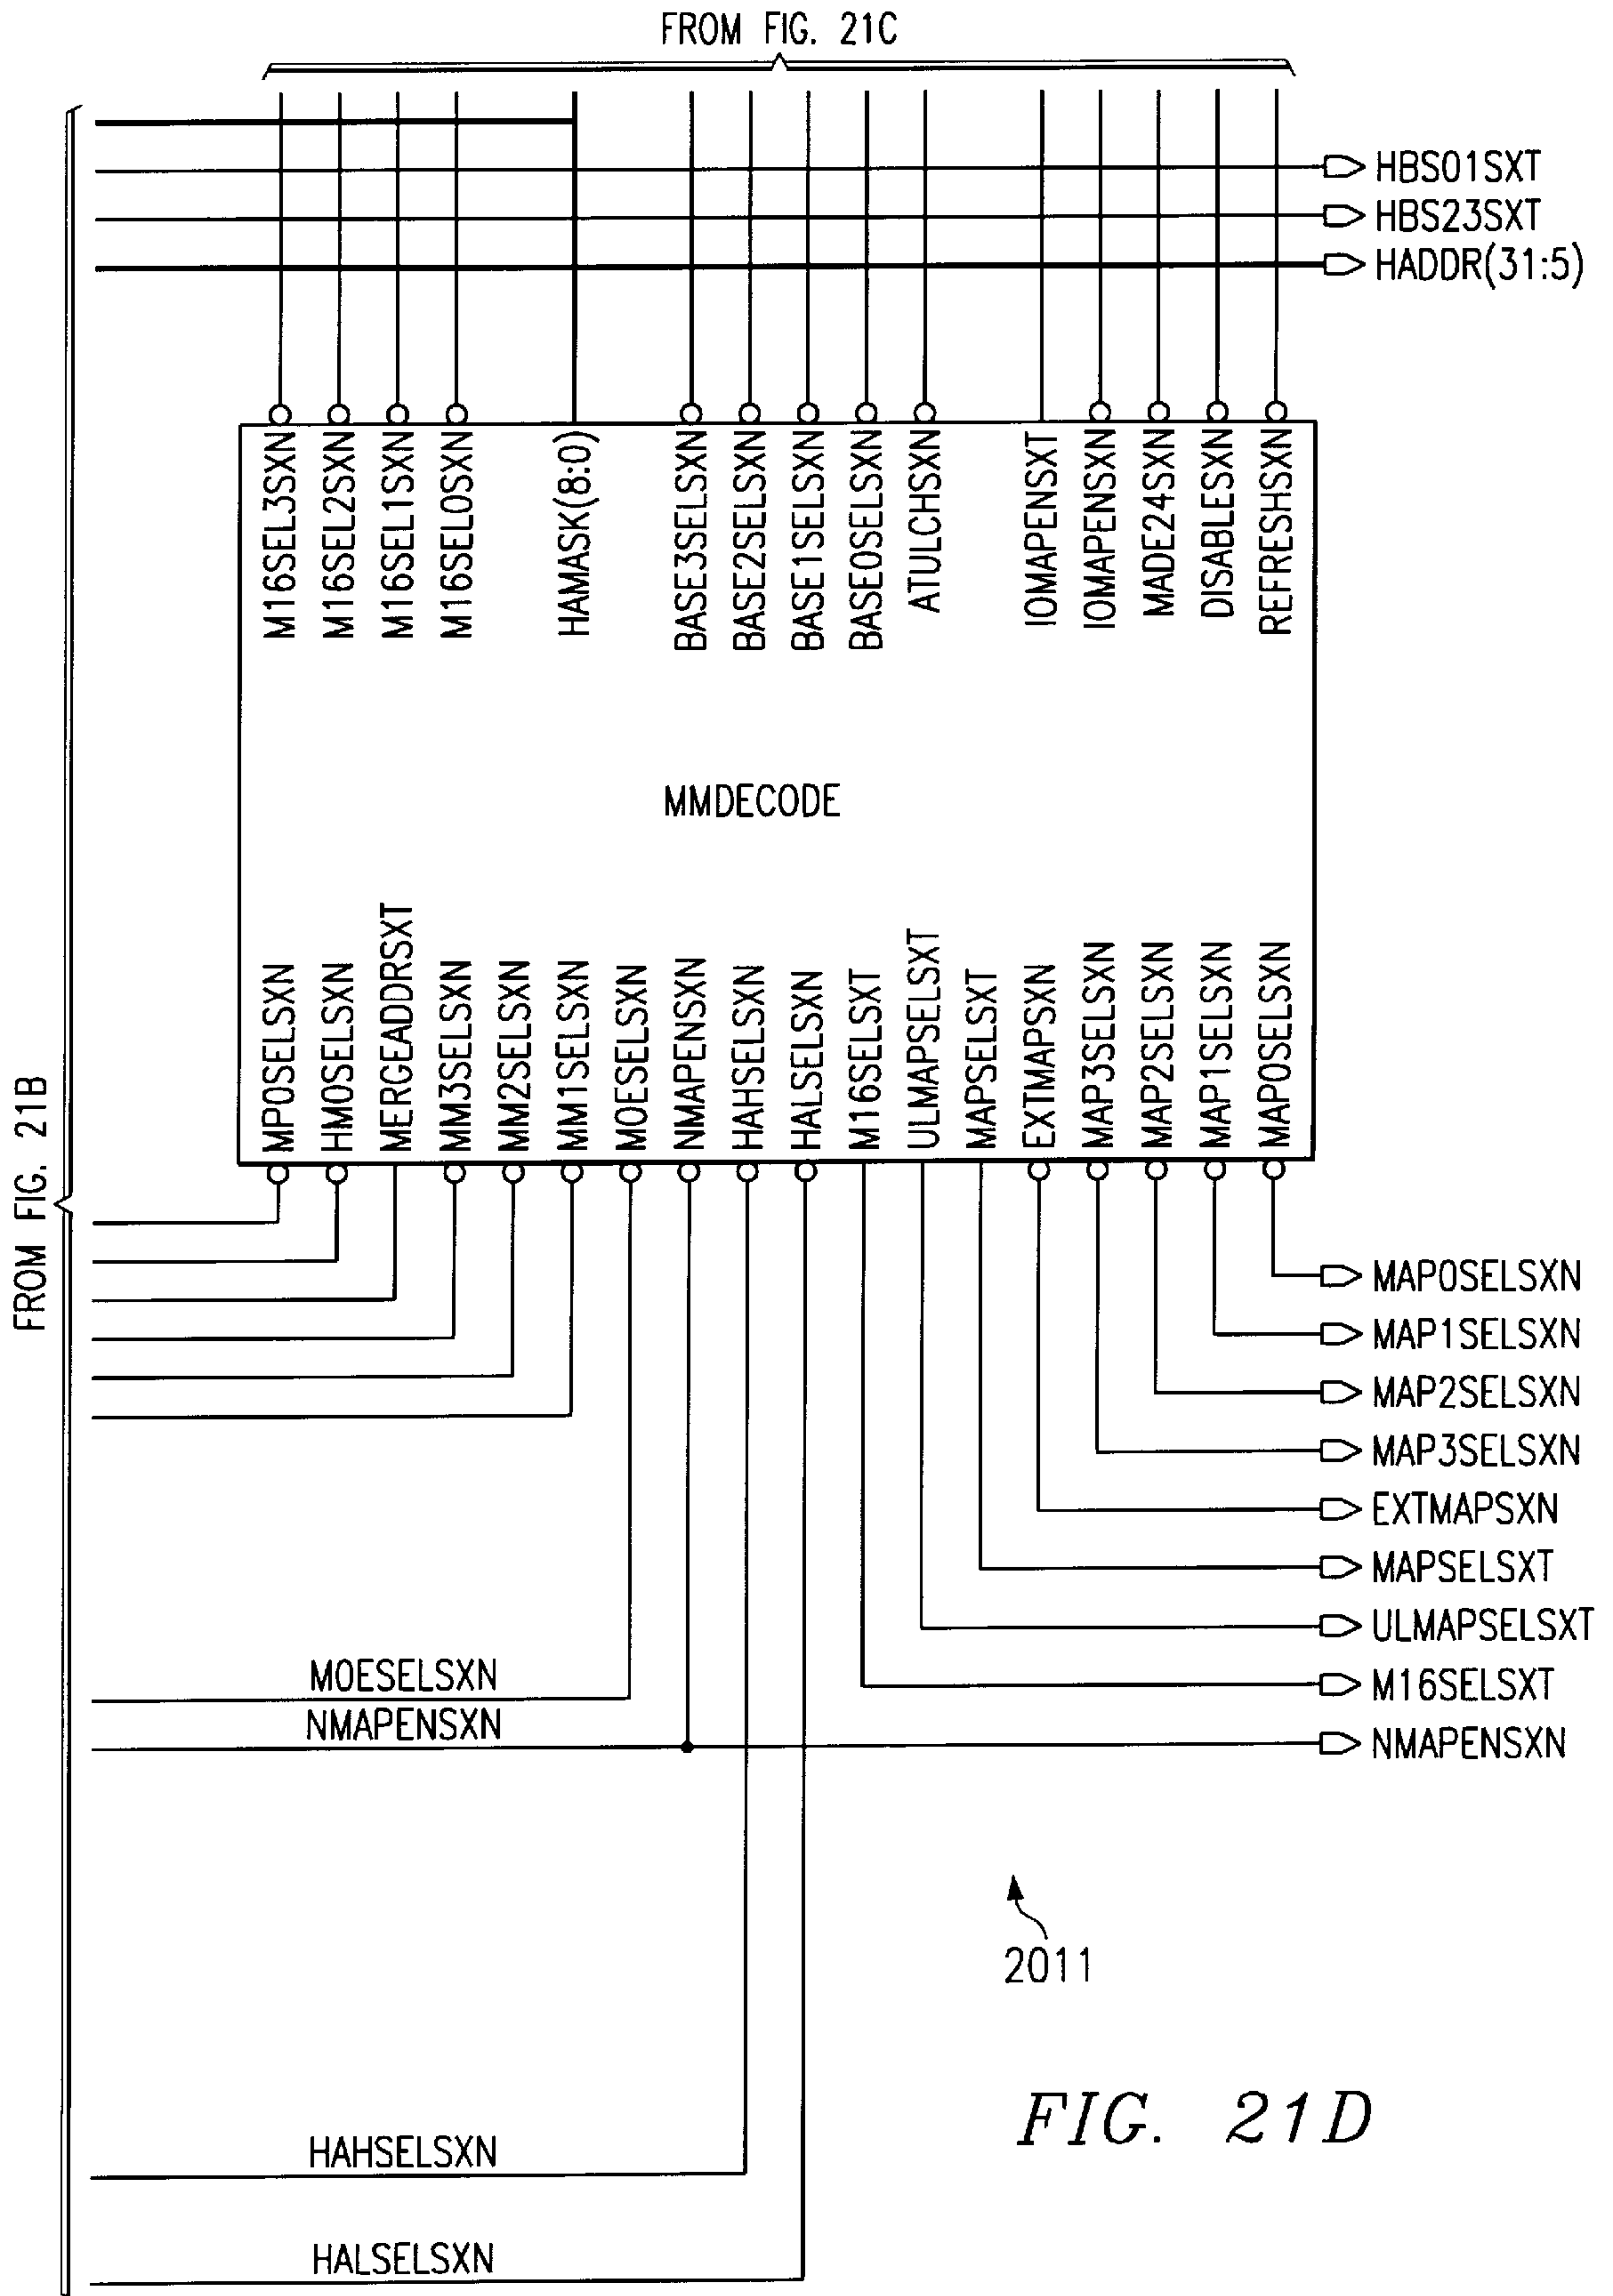 FROM FIG. 21C
HBS01SXT
HBS23SXT
HADDR(31:5)
M16SEL3SXN
M16SEL2SXN
M16SEL1SXN
M16SEL0SXN
HAMASK(8:0)
BASE3SELSXN
BASE2SELSXN
BASE1SELSXN
BASE0SELSXN
ATULCHSXN
IOMAPENSXT
IOMAPENSXN
MADE24SXN
DISABLESXN
REFRESHSXN
MMDECODE
MP0SELSXN
HM0SELSXN
MERGEADDRSXT
MM3SELSXN
MM2SELSXN
MM1SELSXN
MOESELSXN
NMAPENSXN
HAHSELSXN
HALSELSXN
M16SELSXT
ULMAPSELSXT
MAPSELSXT
EXTMAPSXN
MAP3SELSXN
MAP2SELSXN
MAP1SELSXN
MAP0SELSXN
FROM FIG. 21B
MAP0SELSXN
MAP1SELSXN
MAP2SELSXN
MAP3SELSXN
EXTMAPSXN
MAPSELSXT
ULMAPSELSXT
MOESELSXN
M16SELSXT
NMAPENSXN
NMAPENSXN
2011
FIG. 21D
HAHSELSXN
HALSELSXN